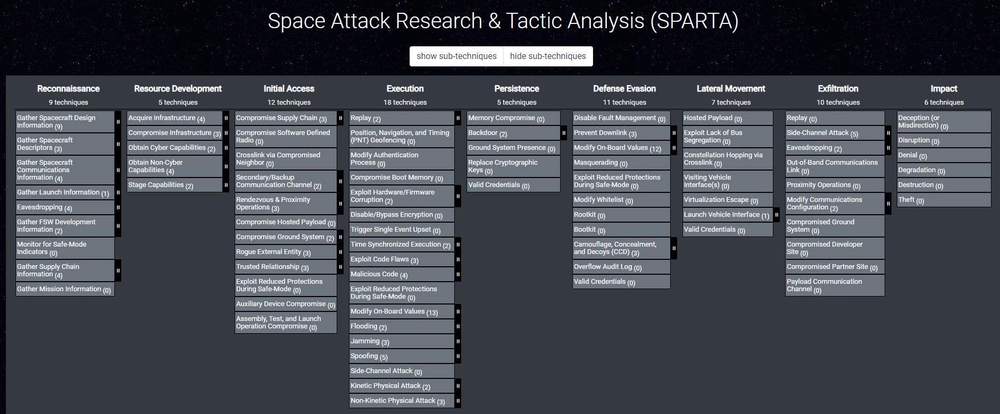 Space Attack Research & Tactic Analysis (SPARTA)
show sub-techniques
hide sub-techniques
Reconnaissance
9 techniques
Gather Spacecraft Design
Information (9)
Gather Spacecraft
Descriptors (3)
Gather Spacecraft
Communications
Information (4)
Gather Launch Information (1)
Eavesdropping (4)
Gather FSW Development
Information (2)
Monitor for Safe-Mode
Indicators (0)
Gather Supply Chain
Information (4)
Gather Mission Information (0)
Resource Development
5 techniques
Acquire Infrastructure (4)
Compromise Infrastructure (3)
Obtain Cyber Capabilities (2)
Obtain Non-Cyber
Capabilities (4)
Stage Capabilities (2)
Initial Access
12 techniques
Compromise Supply Chain (3)
Compromise Software Defined
Radio (0)
Crosslink via Compromised
Neighbor (0)
Secondary/Backup
Communication Channel (2)
Rendezvous & Proximity
Operations (3)
Compromise Hosted Payload (0)
Compromise Ground System (2)
Rogue External Entity (3)
Trusted Relationship (3)
Exploit Reduced Protections
During Safe-Mode (0)
Auxiliary Device Compromise (0)
Assembly, Test, and Launch
Operation Compromise (0)
Execution
18 techniques
Replay (2)
Position, Navigation, and Timing
(PNT) Geofencing (0)
Modify Authentication
Process (0)
Compromise Boot Memory (0)
Exploit Hardware/Firmware
Corruption (2)
Disable/Bypass Encryption (0)
Trigger Single Event Upset (0)
Time Synchronized Execution (2)
Exploit Code Flaws (3)
Malicious Code (4)
Exploit Reduced Protections
During Safe-Mode (0)
Modify On-Board Values (13)
Flooding (2)
Jamming (3)
Spoofing (5)
Side-Channel Attack (0)
Kinetic Physical Attack (2)
Non-Kinetic Physical Attack (3)
Persistence
5 techniques
Memory Compromise (0)
Backdoor (2)
Ground System Presence (0)
Replace Cryptographic
Keys (0)
Valid Credentials (0)
Defense Evasion
11 techniques
Disable Fault Management (0)
Prevent Downlink (3)
Modify On-Board Values (12)
Masquerading (0)
Exploit Reduced Protections
During Safe-Mode (0)
Modify Whitelist (0)
Rootkit (0)
Bootkit (0)
Camouflage, Concealment,
and Decoys (CCD) (3)
Overflow Audit Log (0)
Valid Credentials (0)
Lateral Movement
7 techniques
Hosted Payload (0)
Exploit Lack of Bus
Segregation (0)
Constellation Hopping via
Crosslink (0)
Visiting Vehicle
Interface(s) (0)
Virtualization Escape (0)
Launch Vehicle Interface (1)
Valid Credentials (0)
Exfiltration
10 techniques
Replay (0)
Side-Channel Attack (5)
Eavesdropping (2)
Out-of-Band Communications
Link (0)
Proximity Operations (0)
Modify Communications
Configuration (2)
Compromised Ground
System (0)
Compromised Developer
Site (0)
Compromised Partner Site (0)
Payload Communication
Channel (0)
Impact
6 techniques
Deception (or
Misdirection) (0)
Disruption (0)
Denial (0)
Degradation (0)
Destruction (0)
Theft (0)